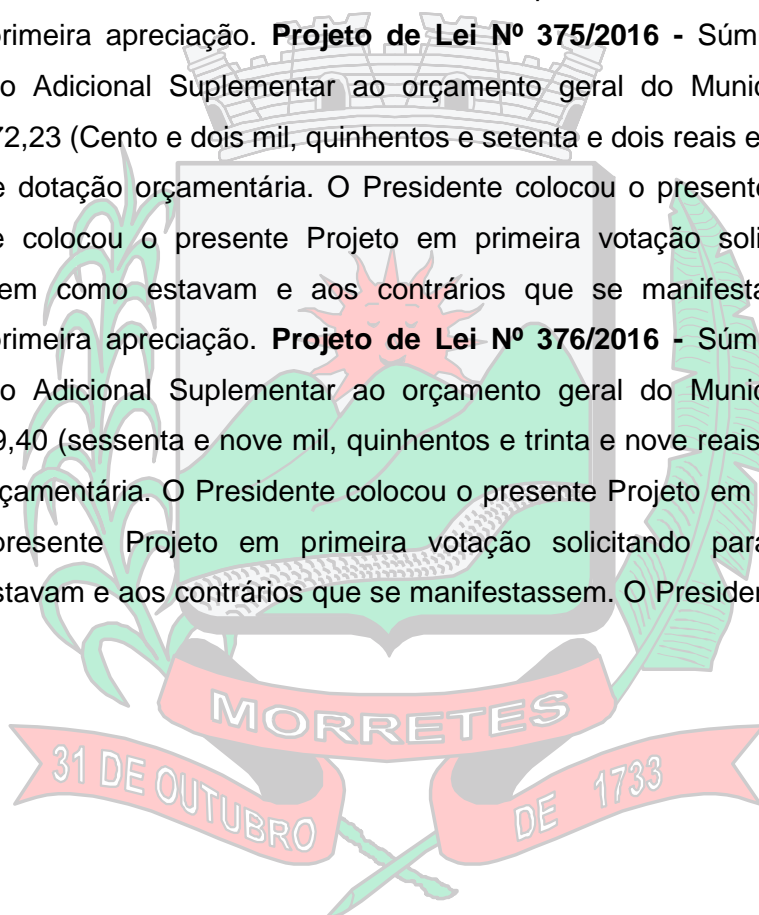 primeira apreciação. Projeto de Lei Nº 375/2016 - Súm
o Adicional Suplementar ao orçamento geral do Munic
72,23 (Cento e dois mil, quinhentos e setenta e dois reais e
e dotação orçamentária. O Presidente colocou o presente
e colocou o presente Projeto em primeira votação soli
em como estavam e aos contrários que se manifesta
primeira apreciação. Projeto de Lei Nº 376/2016 - Súm
o Adicional Suplementar ao orçamento geral do Munic
9,40 (sessenta e nove mil, quinhentos e trinta e nove reais
rçamentária. O Presidente colocou o presente Projeto em
presente Projeto em primeira votação solicitando para
stavam e aos contrários que se manifestassem. O Presiden
MORRETES
31 DE OUTUBRO DE 1733